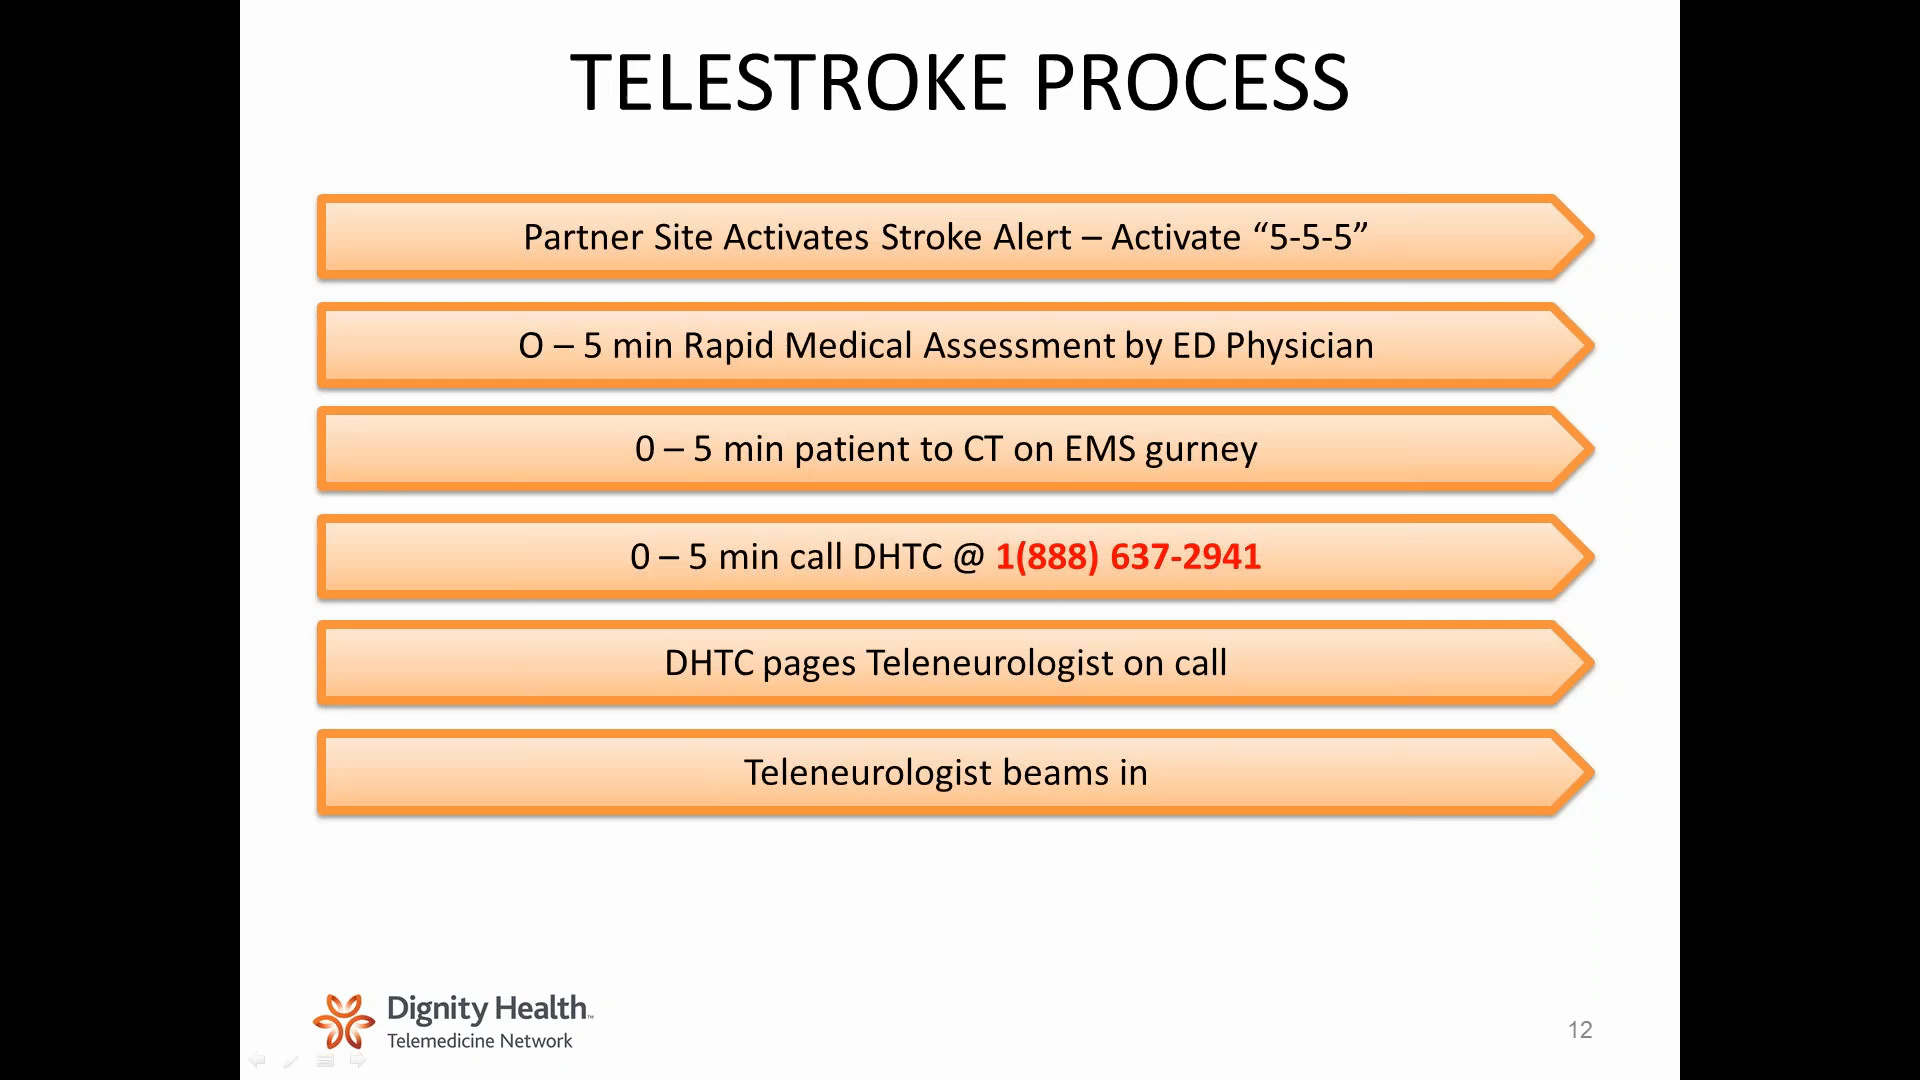 TELESTROKE PROCESS
Partner Site Activates Stroke Alert – Activate “5-5-5”
O – 5 min Rapid Medical Assessment by ED Physician
0 – 5 min patient to CT on EMS gurney
0 – 5 min call DHTC @ 1(888) 637-2941
DHTC pages Teleneurologist on call
Teleneurologist beams in
Dignity Health™
Telemedicine Network
12